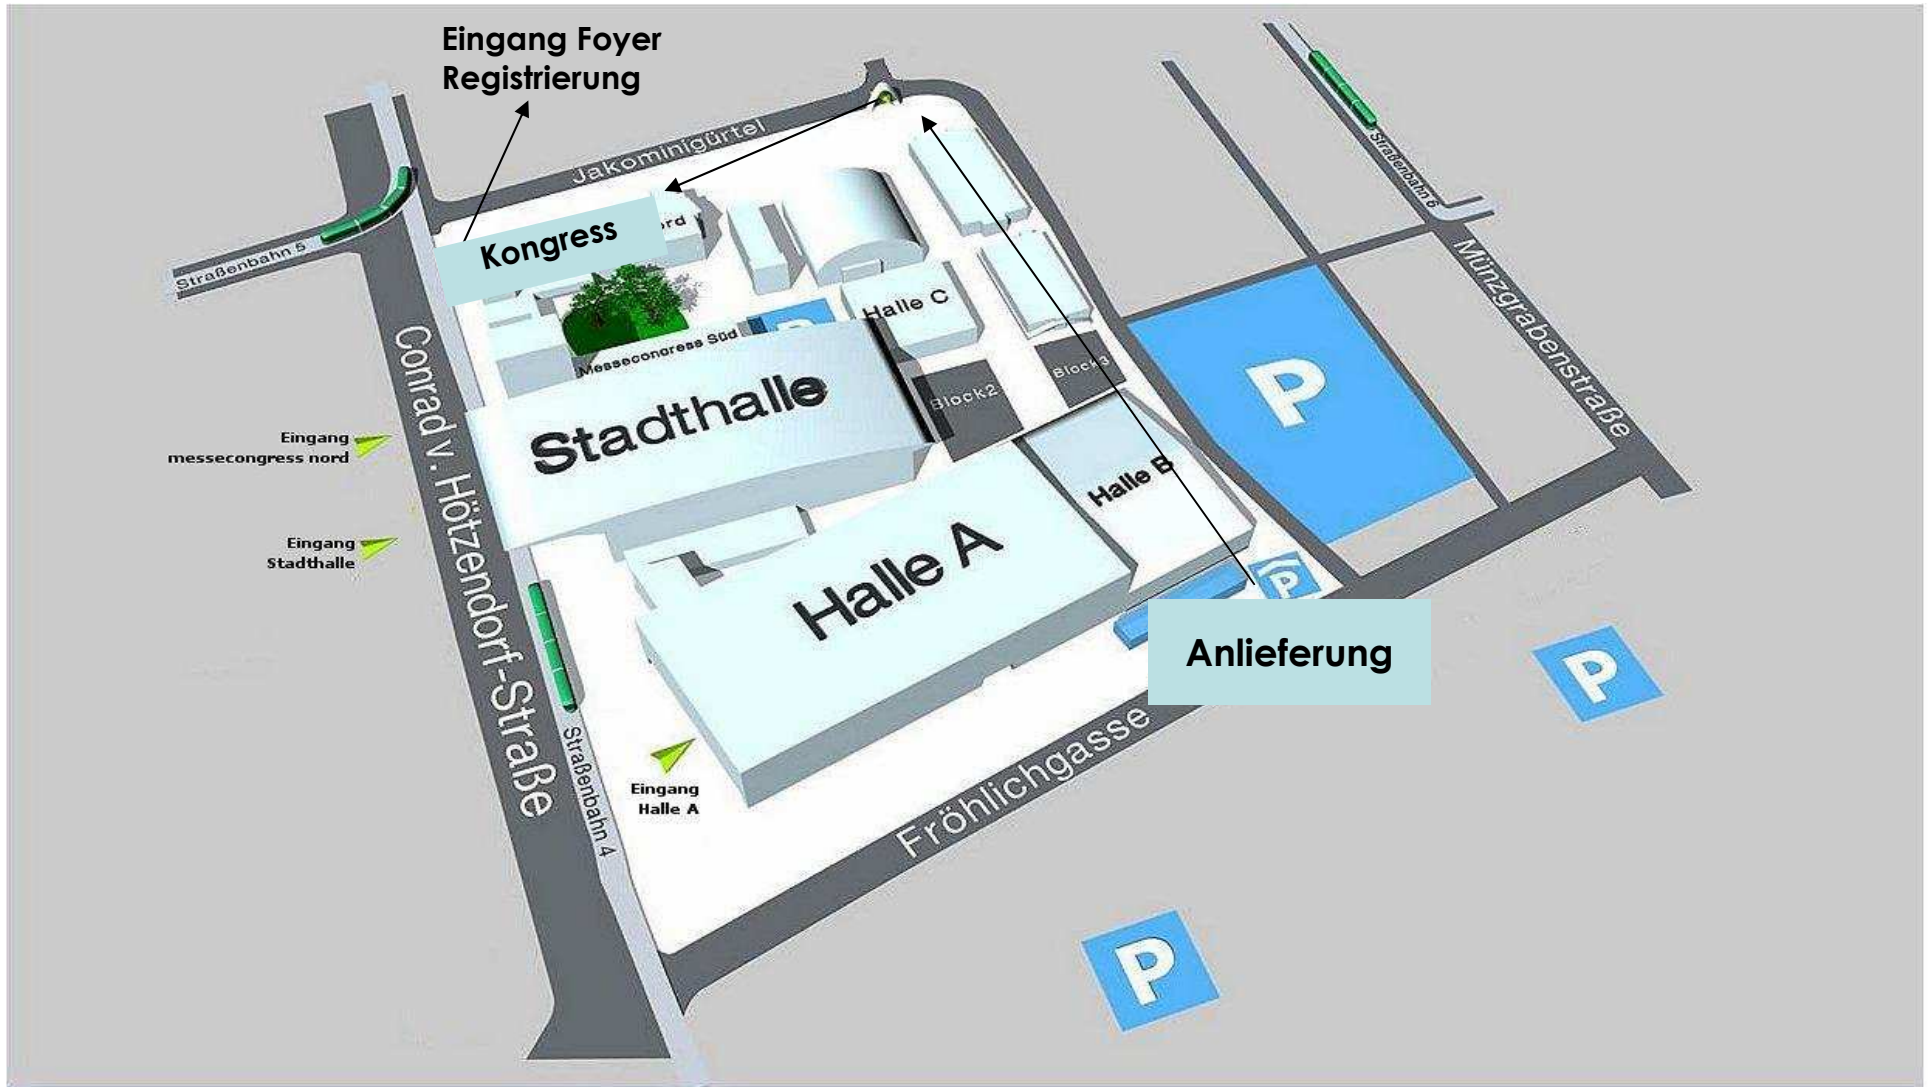 Eingang Foyer
Registrierung
Jakominigürtel
Straßenbahn 6
Straßenbahn 5
Kongress
ord
Münzgrabenstraße
Halle C
P
Messecongress Süd
Conrad v. Hötzendorf-Straße
Stadthalle
Block2
Block3
P
Eingang
messecongress nord
Eingang
Stadthalle
Halle B
Halle A
P
Anlieferung
P
Straßenbahn 4
Eingang
Halle A
Fröhlichgasse
P